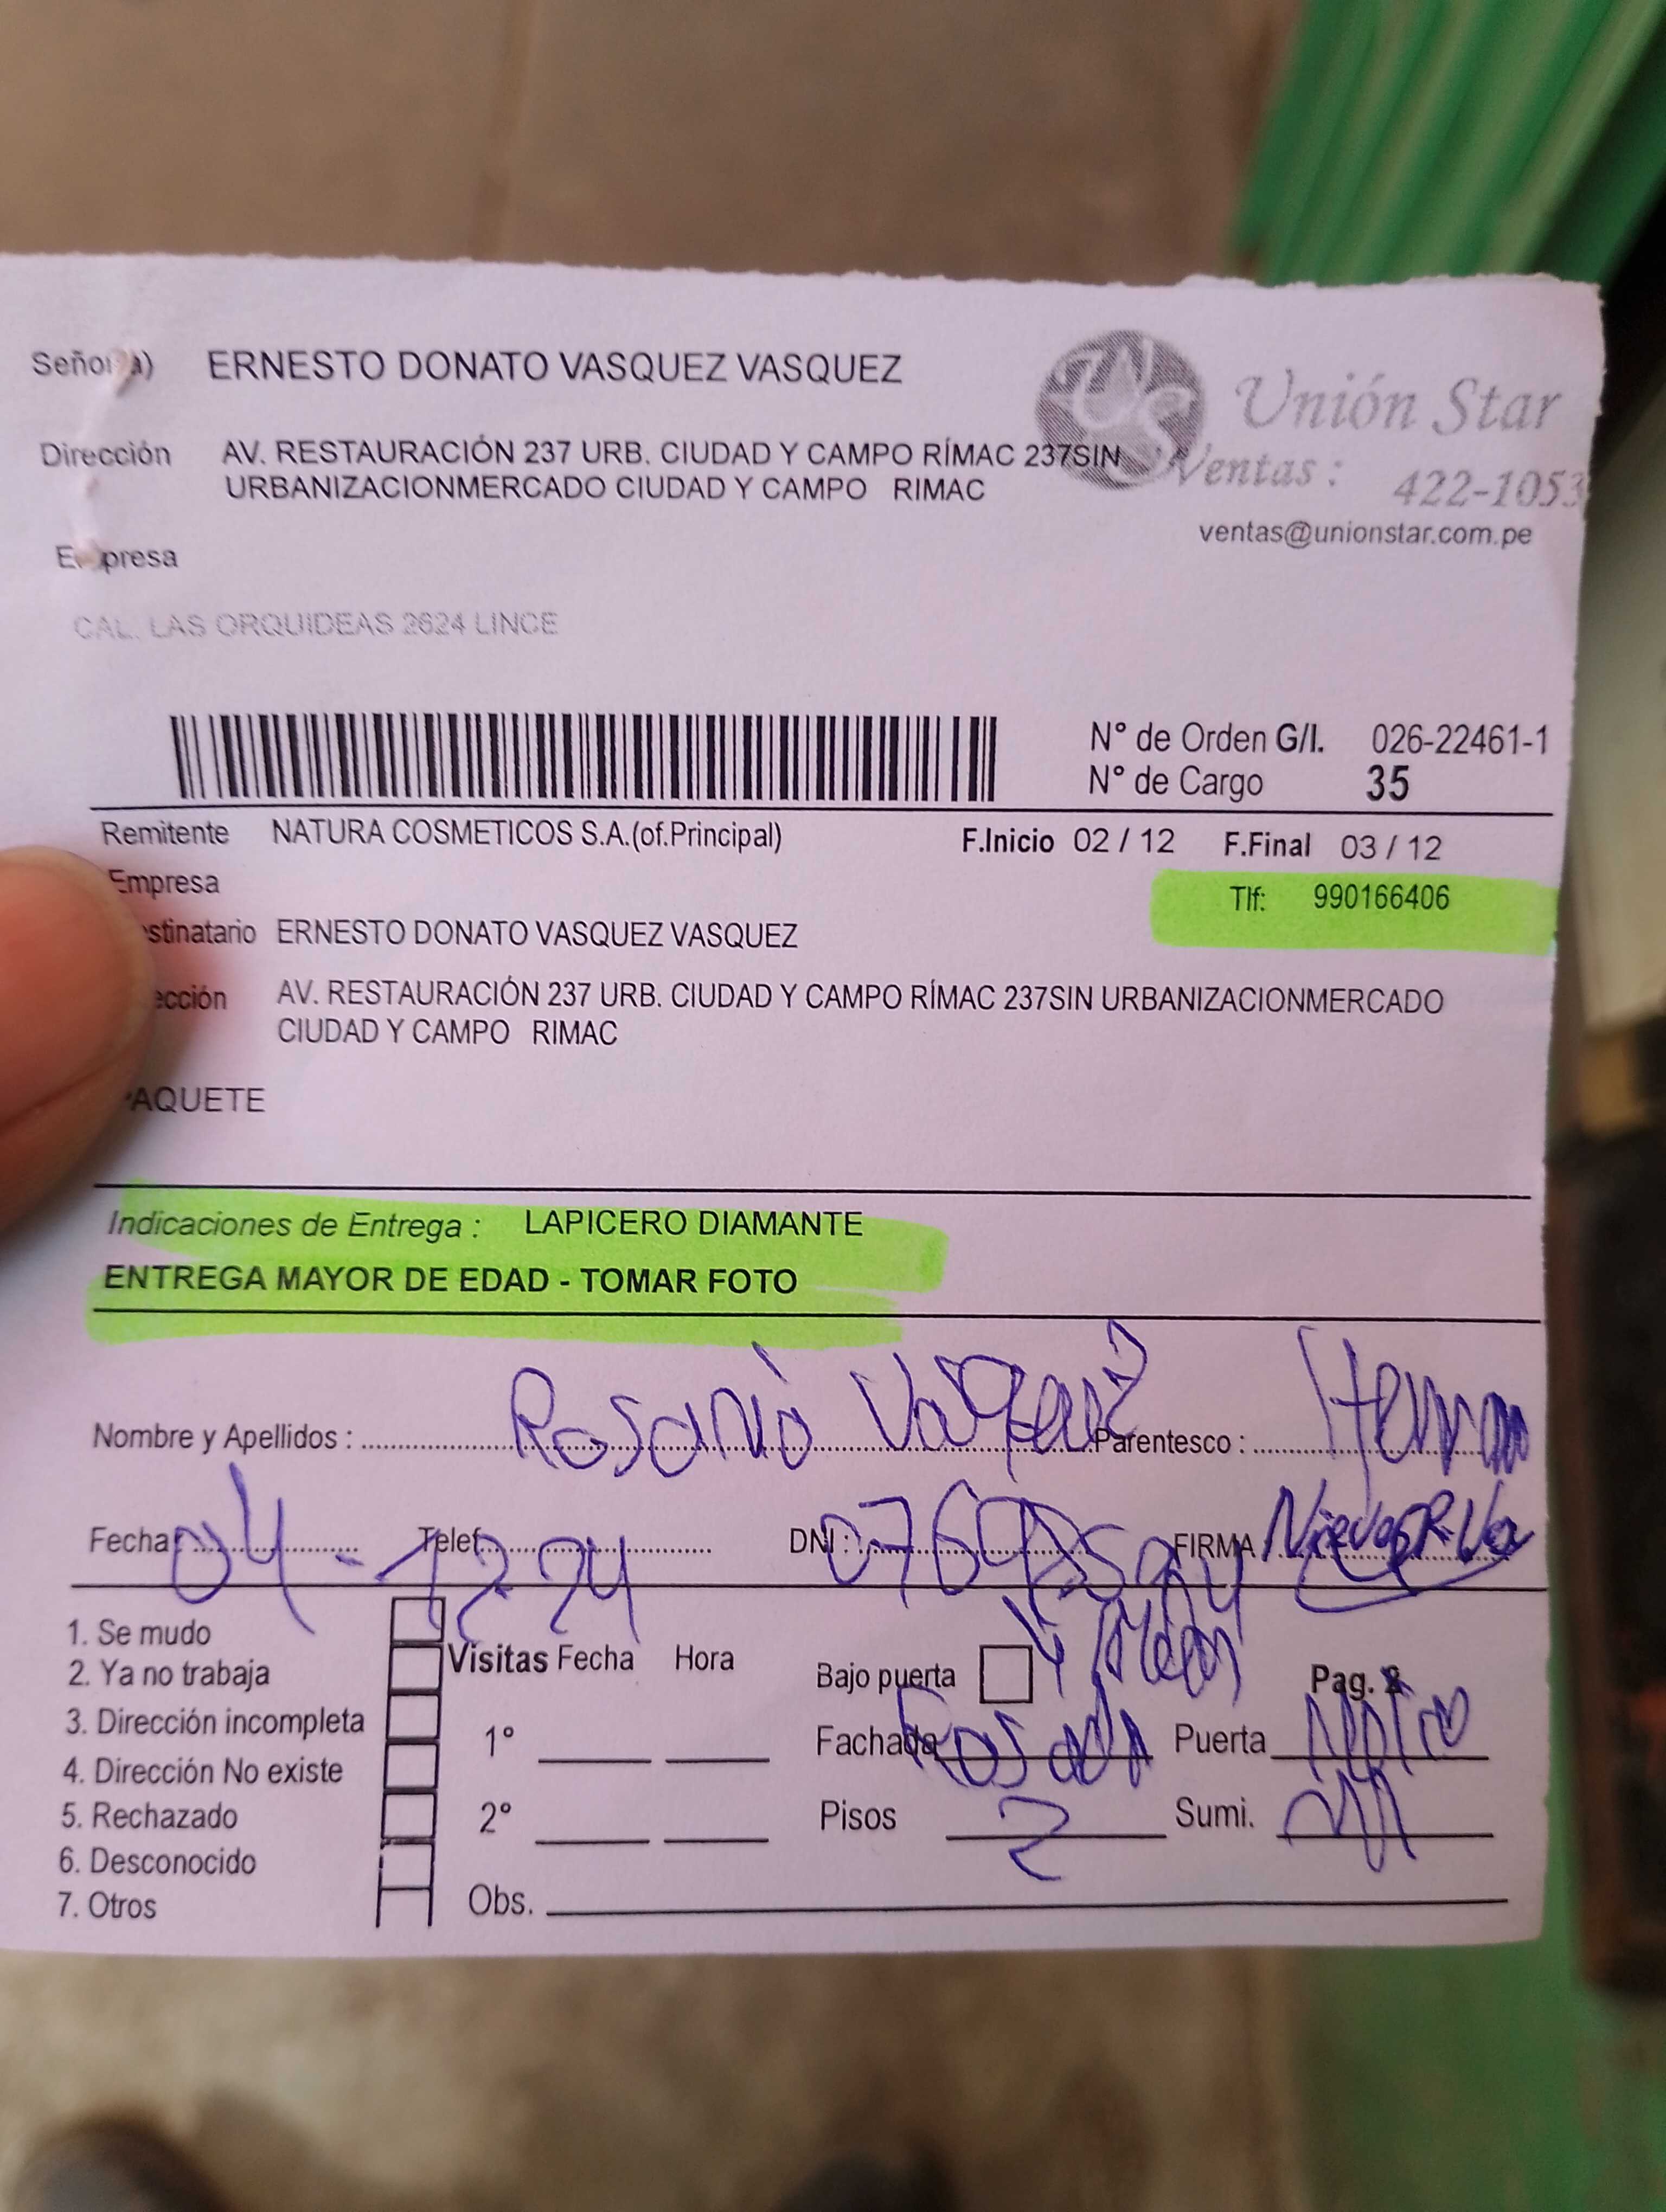 Señor(a) ERNESTO DONATO VASQUEZ VASQUEZ
Unión Star
Dirección AV. RESTAURACIÓN 237 URB. CIUDAD Y CAMPO RÍMAC 237SIN
URBANIZACIONMERCADO CIUDAD Y CAMPO RIMAC
Ventas : 422-1053
ventas@unionstar.com.pe
Empresa
CAL. LAS ORQUIDEAS 2624 LINCE
N° de Orden G/I. 026-22461-1
N° de Cargo 35
Remitente NATURA COSMETICOS S.A.(of.Principal) F.Inicio 02 / 12 F.Final 03 / 12
Empresa Tlf: 990166406
stinatario ERNESTO DONATO VASQUEZ VASQUEZ
ección AV. RESTAURACIÓN 237 URB. CIUDAD Y CAMPO RÍMAC 237SIN URBANIZACIONMERCADO
CIUDAD Y CAMPO RIMAC
PAQUETE
Indicaciones de Entrega : LAPICERO DIAMANTE
ENTREGA MAYOR DE EDAD - TOMAR FOTO
Nombre y Apellidos : Rosario Vasquez Parentesco :
Fecha: 04-12-24 Telef. DNI : FIRMA
1. Se mudo
2. Ya no trabaja
3. Dirección incompleta
4. Dirección No existe
5. Rechazado
6. Desconocido
7. Otros
Visitas Fecha Hora
1°
2°
Obs.
Bajo puerta Pag.
Fachada Rosada Puerta
Pisos 2 Sumi.